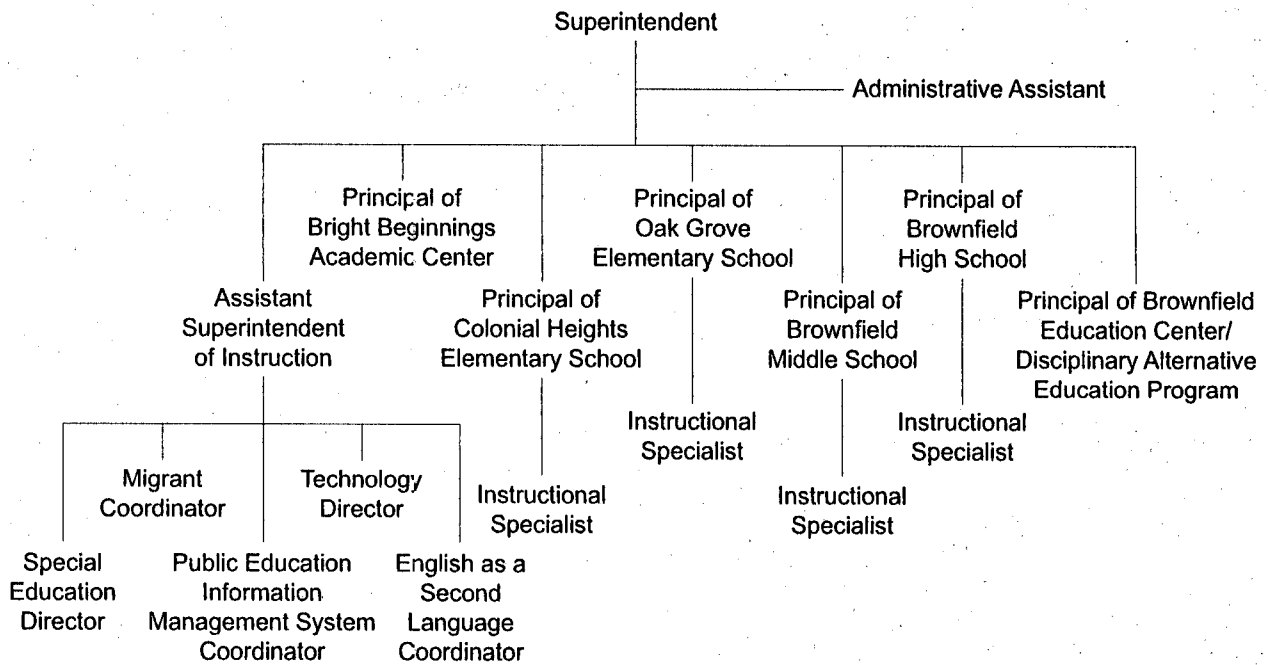 Superintendent
Administrative Assistant
Principal of
Bright Beginnings
Academic Center
Principal of
Oak Grove
Elementary School
Principal of
Brownfield
High School
Assistant
Superintendent
of Instruction
Principal of
Colonial Heights
Elementary School
Principal of
Brownfield
Middle School
Principal of Brownfield
Education Center/
Disciplinary Alternative
Education Program
Instructional
Specialist
Instructional
Specialist
Migrant
Coordinator
Technology
Director
Instructional
Specialist
Instructional
Specialist
Special
Education
Director
Public Education
Information
Management System
Coordinator
English as a
Second
Language
Coordinator